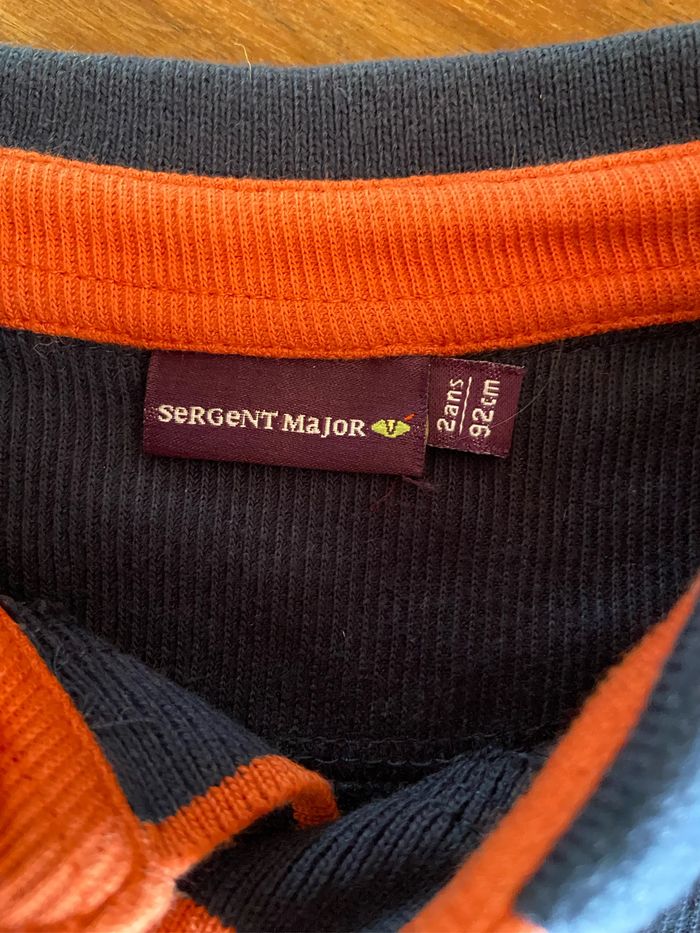 SeRGeNT MaJoR
2ans
92cm